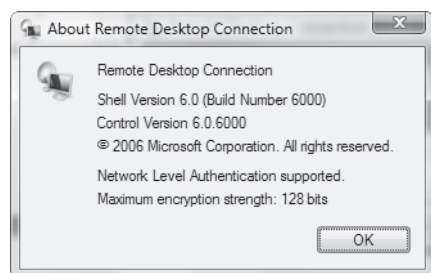 About Remote Desktop Connection
Remote Desktop Connection
Shell Version 6.0 (Build Number 6000)
Control Version 6.0.6000
© 2006 Microsoft Corporation. All rights reserved.
Network Level Authentication supported.
Maximum encryption strength: 128 bits
OK